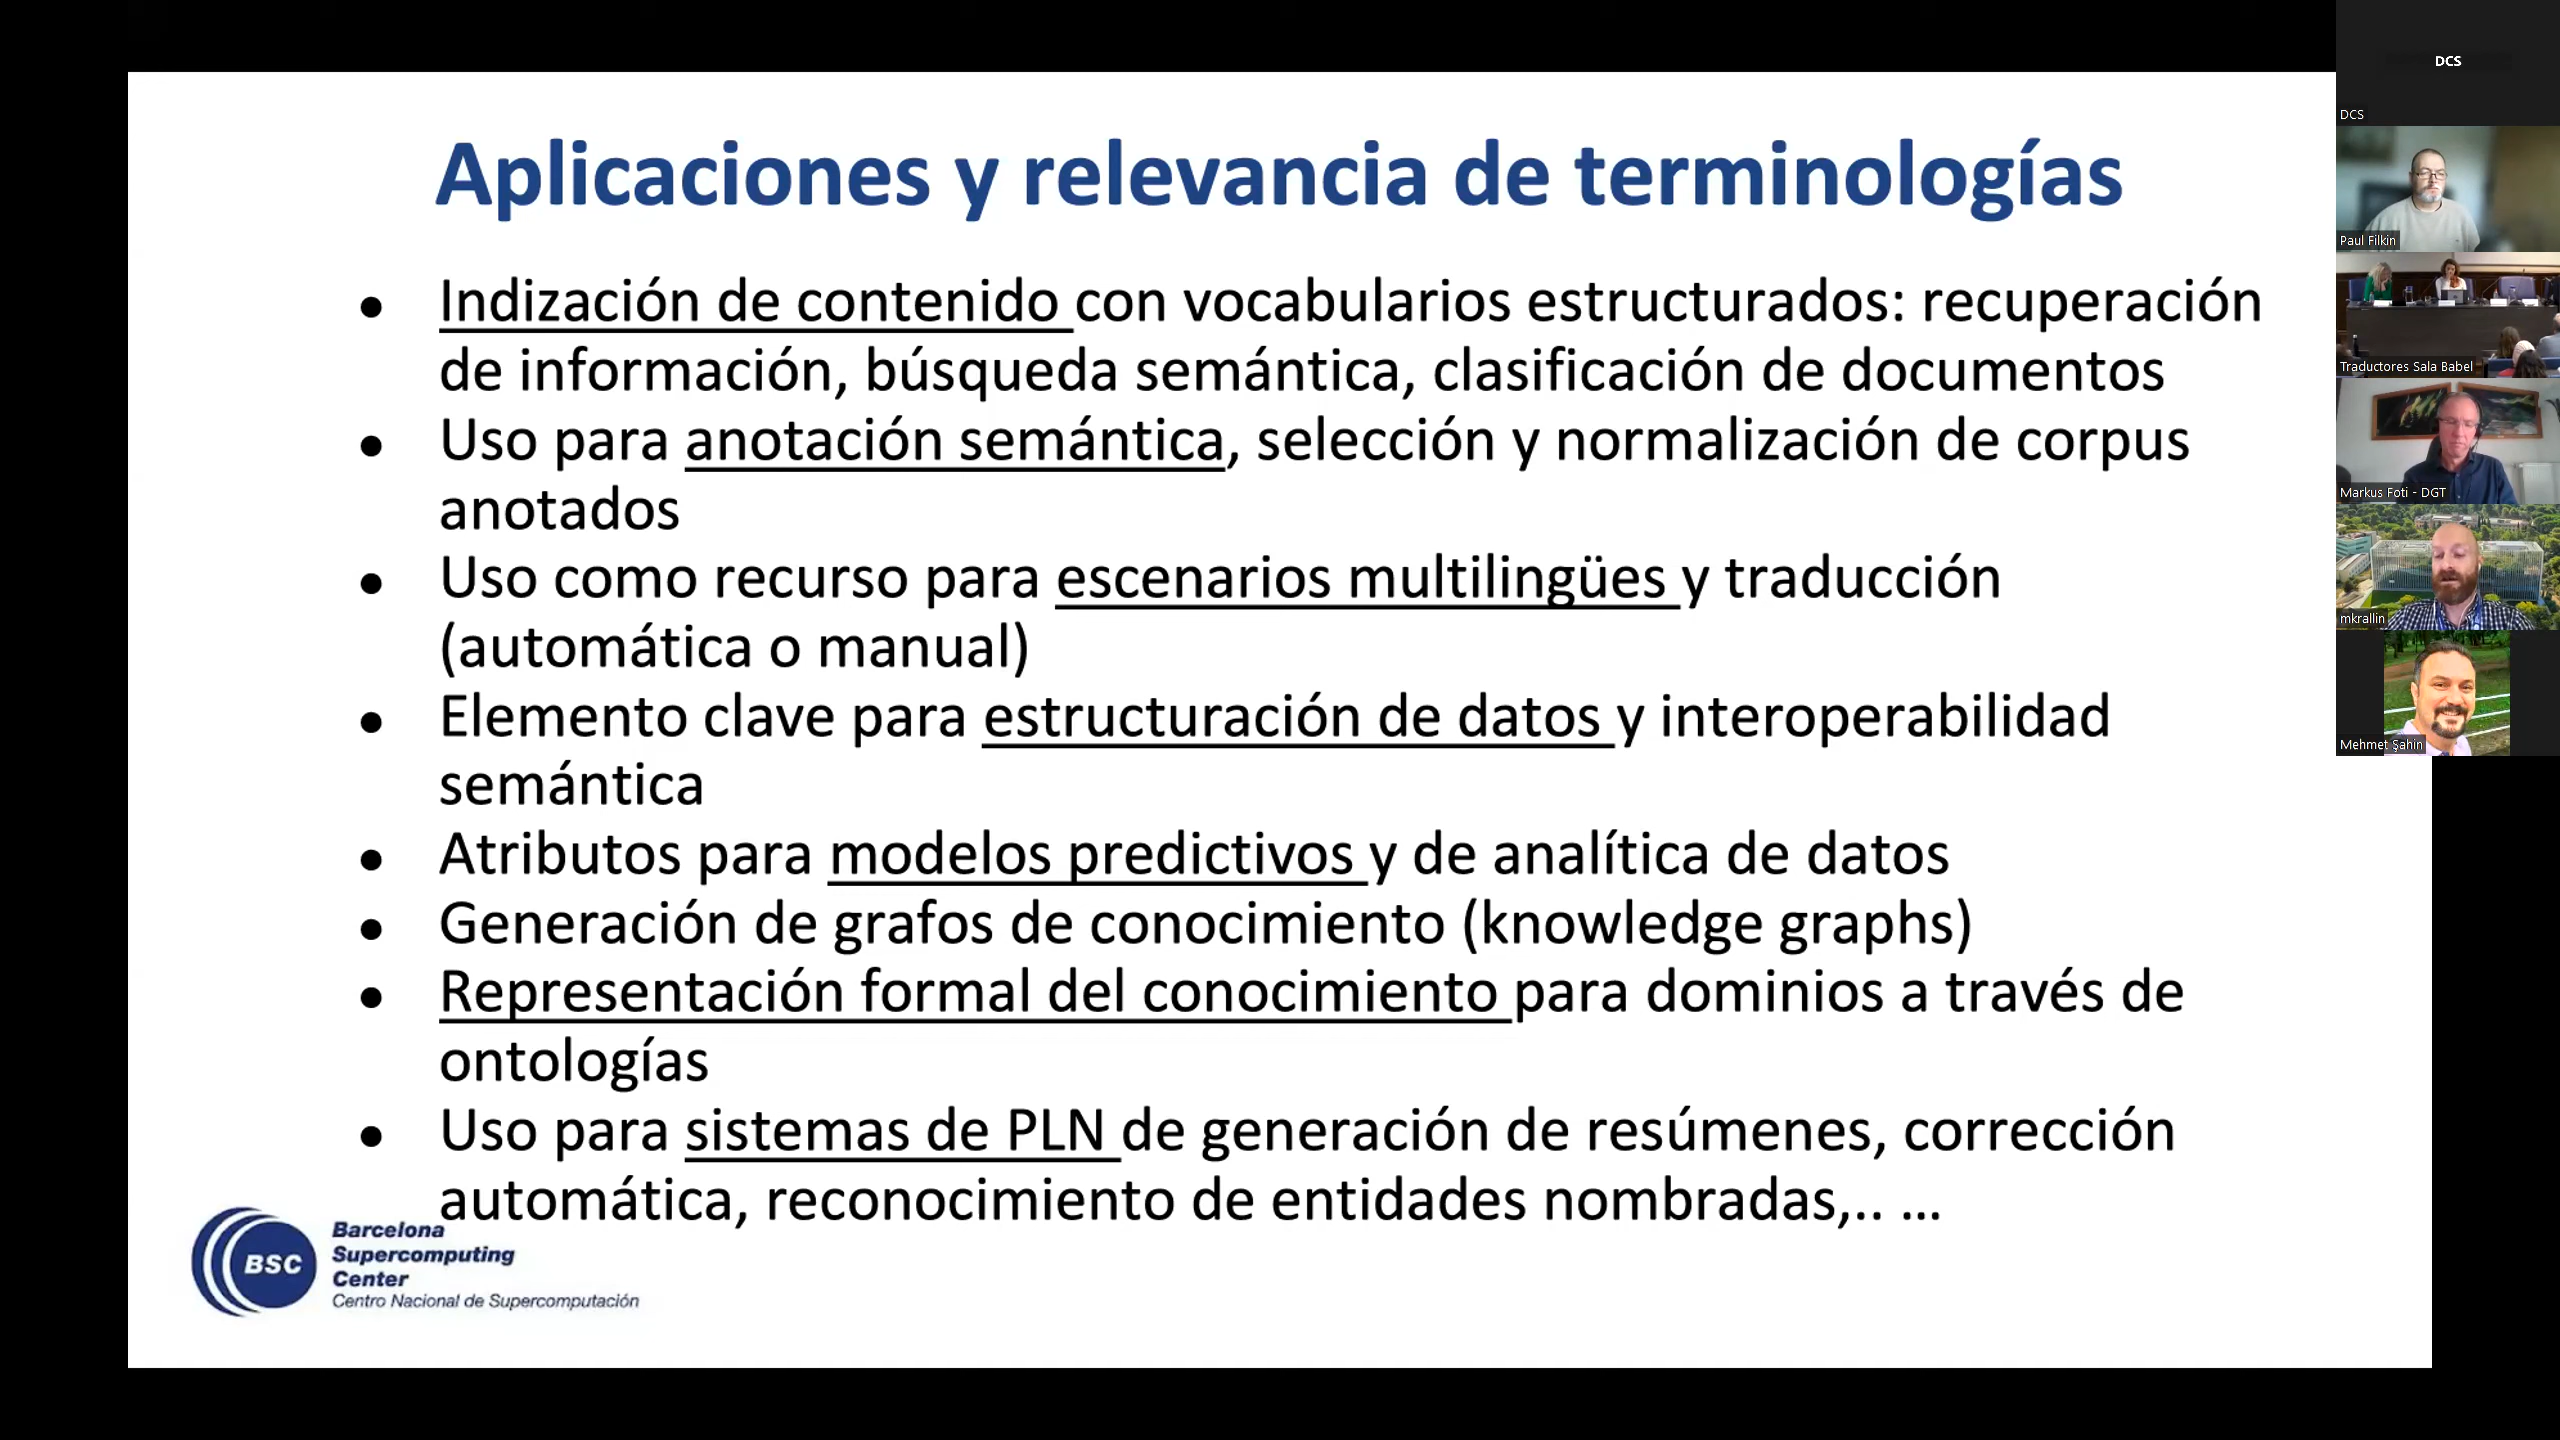 Aplicaciones y relevancia de terminologías
● Indización de contenido con vocabularios estructurados: recuperación
de información, búsqueda semántica, clasificación de documentos
● Uso para anotación semántica, selección y normalización de corpus
anotados
● Uso como recurso para escenarios multilingües y traducción
(automática o manual)
● Elemento clave para estructuración de datos y interoperabilidad
semántica
● Atributos para modelos predictivos y de analítica de datos
● Generación de grafos de conocimiento (knowledge graphs)
● Representación formal del conocimiento para dominios a través de
ontologías
● Uso para sistemas de PLN de generación de resúmenes, corrección
automática, reconocimiento de entidades nombradas,.. ...
BSC
Barcelona
Supercomputing
Center
Centro Nacional de Supercomputación
DCS
DCS
Paul Filkin
Traductores Sala Babel
Markus Foti - DGT
mkrallin
Mehmet Şahin